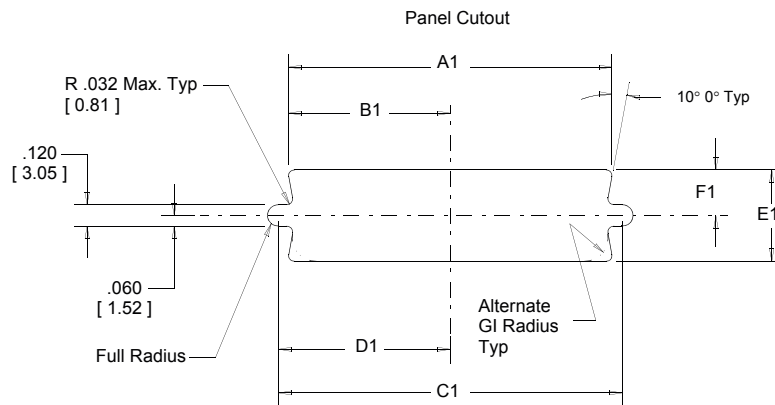 Panel Cutout
A1
R .032 Max. Typ
[ 0.81]
10° 0° Typ
B1
.120
[ 3.05]
F1
E1
.060
[ 1.52 ]
Alternate
GI Radius
Typ
Full Radius
D1
C1